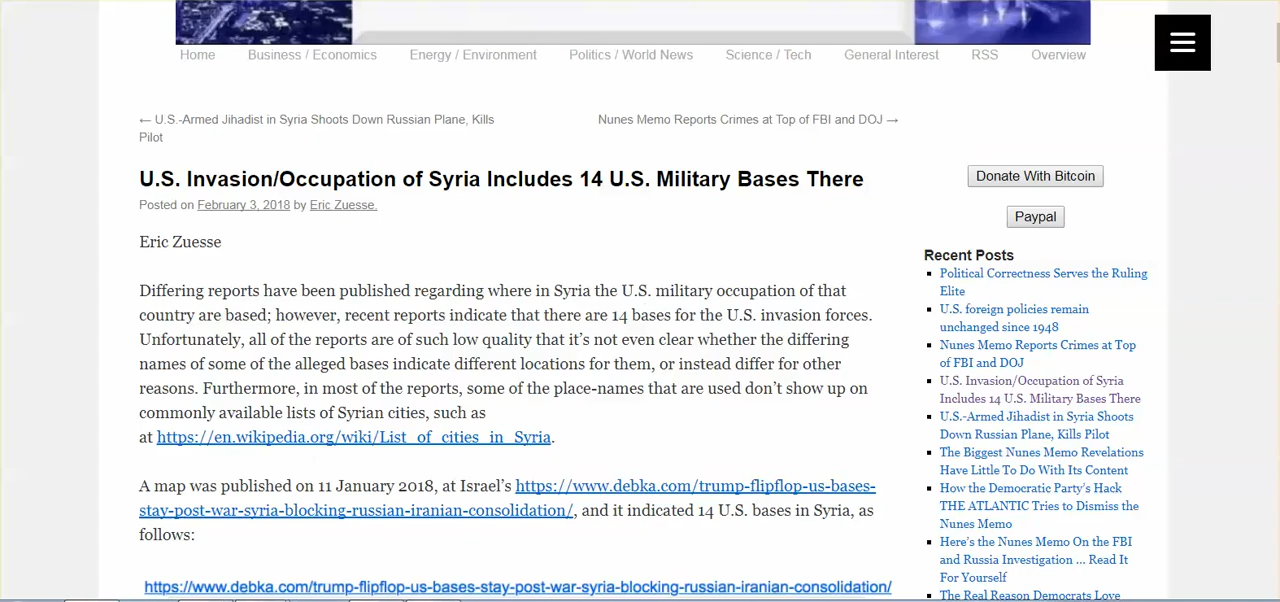 Home Business / Economics Energy / Environment Politics / World News Science / Tech General Interest RSS Overview
← U.S.-Armed Jihadist in Syria Shoots Down Russian Plane, Kills Pilot
Nunes Memo Reports Crimes at Top of FBI and DOJ →
U.S. Invasion/Occupation of Syria Includes 14 U.S. Military Bases There
Posted on February 3, 2018 by Eric Zuesse.
Eric Zuesse
Differing reports have been published regarding where in Syria the U.S. military occupation of that
country are based; however, recent reports indicate that there are 14 bases for the U.S. invasion forces.
Unfortunately, all of the reports are of such low quality that it's not even clear whether the differing
names of some of the alleged bases indicate different locations for them, or instead differ for other
reasons. Furthermore, in most of the reports, some of the place-names that are used don't show up on
commonly available lists of Syrian cities, such as
at https://en.wikipedia.org/wiki/List_of_cities_in_Syria.
A map was published on 11 January 2018, at Israel's https://www.debka.com/trump-flipflop-us-bases-
stay-post-war-syria-blocking-russian-iranian-consolidation/, and it indicated 14 U.S. bases in Syria, as
follows:
https://www.debka.com/trump-flipflop-us-bases-stay-post-war-syria-blocking-russian-iranian-consolidation/
Donate With Bitcoin
Paypal
Recent Posts
Political Correctness Serves the Ruling
Elite
U.S. foreign policies remain
unchanged since 1948
Nunes Memo Reports Crimes at Top
of FBI and DOJ
U.S. Invasion/Occupation of Syria
Includes 14 U.S. Military Bases There
U.S.-Armed Jihadist in Syria Shoots
Down Russian Plane, Kills Pilot
The Biggest Nunes Memo Revelations
Have Little To Do With Its Content
How the Democratic Party's Hack
THE ATLANTIC Tries to Dismiss the
Nunes Memo
Here's the Nunes Memo On the FBI
and Russia Investigation ... Read It
For Yourself
The Real Reason Democrats Love